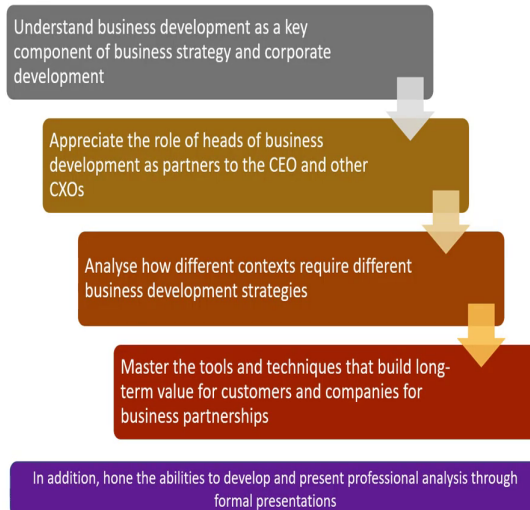 Understand business development as a key
component of business strategy and corporate
development
Appreciate the role of heads of business
development as partners to the CEO and other
CXOs
Analyse how different contexts require different
business development strategies
Master the tools and techniques that build long-
term value for customers and companies for
business partnerships
In addition, hone the abilities to develop and present professional analysis through
formal presentations